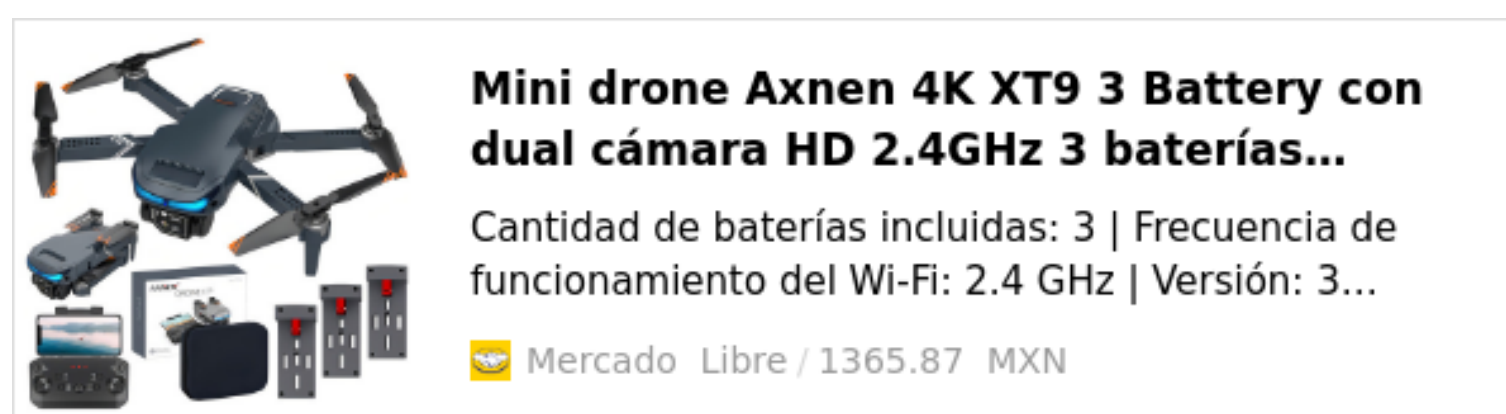 Mini drone Axnen 4K XT9 3 Battery con
dual cámara HD 2.4GHz 3 baterías...
Cantidad de baterías incluidas: 3 | Frecuencia de
funcionamiento del Wi-Fi: 2.4 GHz | Versión: 3...
Mercado Libre / 1365.87 MXN